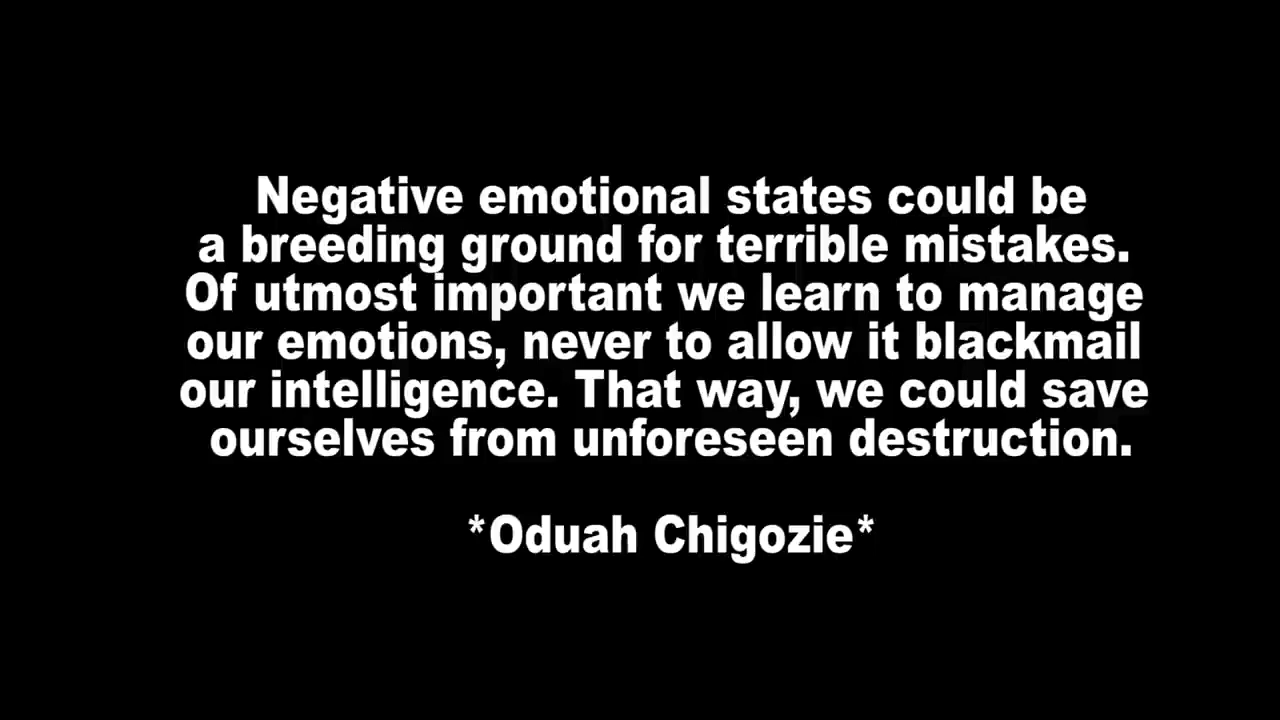 Negative emotional states could be
a breeding ground for terrible mistakes.
Of utmost important we learn to manage
our emotions, never to allow it blackmail
our intelligence. That way, we could save
ourselves from unforeseen destruction.
*Oduah Chigozie*